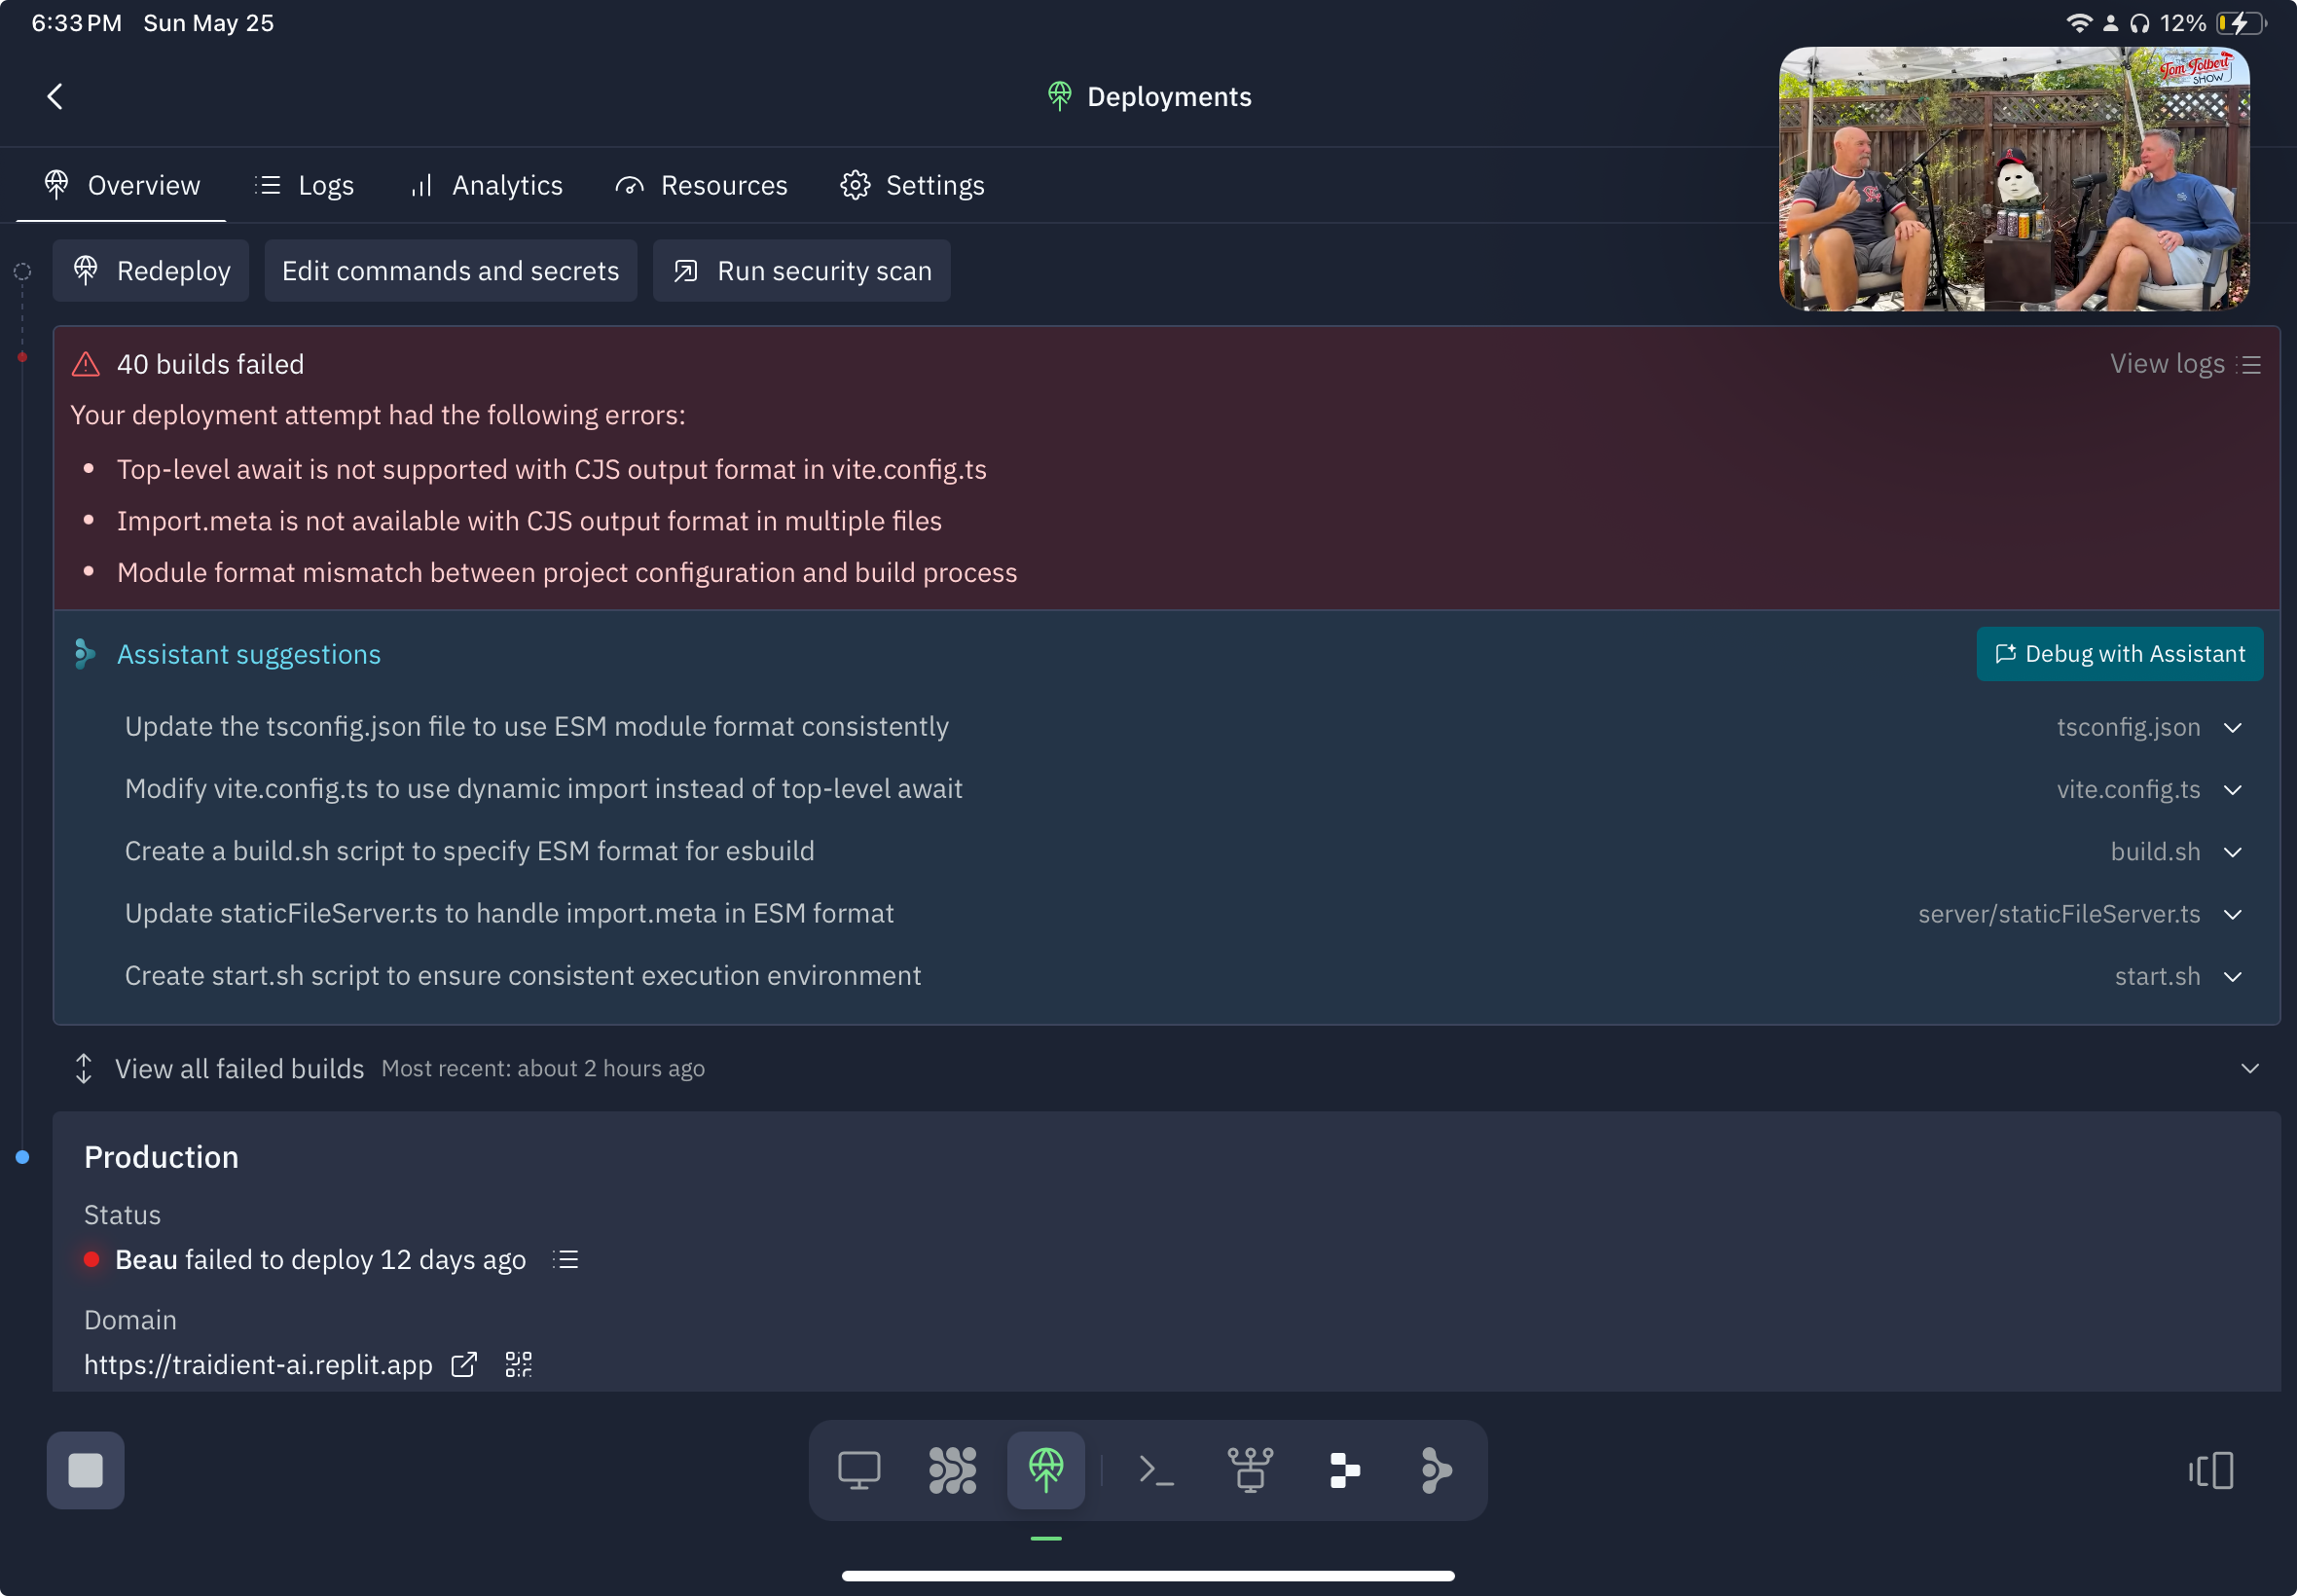 6:33 PM Sun May 25
12%
Tom Tolbert
SHOW
Deployments
Overview
Logs
Analytics
Resources
Settings
Redeploy
Edit commands and secrets
Run security scan
40 builds failed
View logs
Your deployment attempt had the following errors:
• Top-level await is not supported with CJS output format in vite.config.ts
• Import.meta is not available with CJS output format in multiple files
• Module format mismatch between project configuration and build process
Assistant suggestions
Debug with Assistant
Update the tsconfig.json file to use ESM module format consistently
tsconfig.json
Modify vite.config.ts to use dynamic import instead of top-level await
vite.config.ts
Create a build.sh script to specify ESM format for esbuild
build.sh
Update staticFileServer.ts to handle import.meta in ESM format
server/staticFileServer.ts
Create start.sh script to ensure consistent execution environment
start.sh
View all failed builds Most recent: about 2 hours ago
Production
Status
Beau failed to deploy 12 days ago
Domain
https://traidient-ai.replit.app